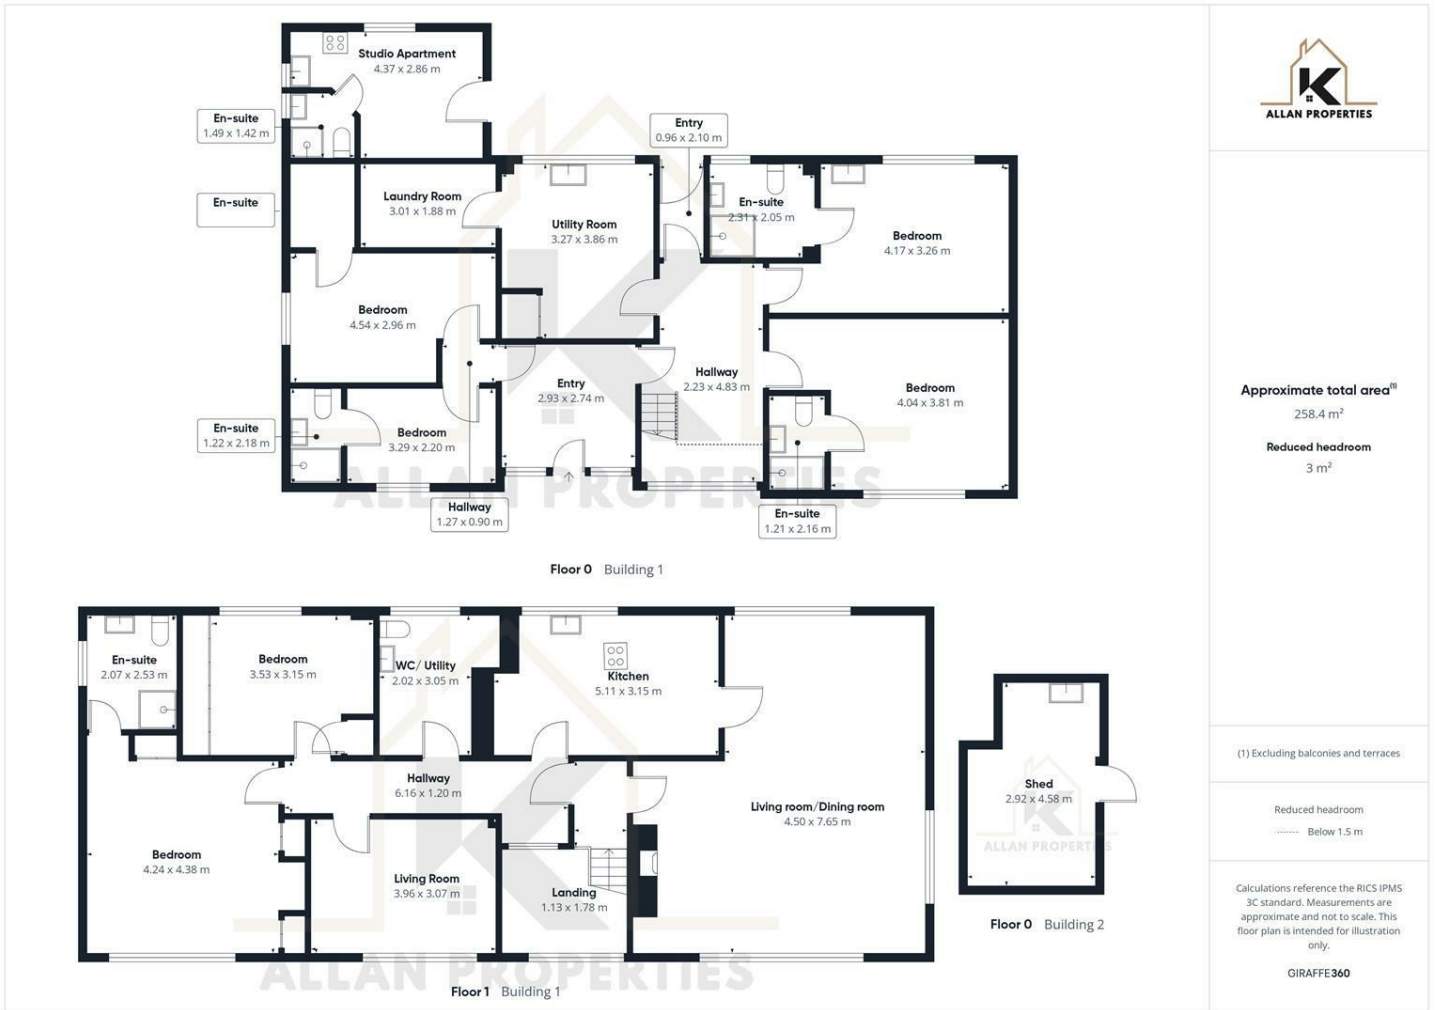 Studio Apartment
4.37 x 2.86 m
En-suite
1.49 x 1.42 m
Entry
0.96 x 2.10 m
En-suite
Laundry Room
3.01 x 1.88 m
Utility Room
3.27 x 3.86 m
En-suite
2.31 x 2.05 m
Bedroom
4.17 x 3.26 m
Bedroom
4.54 x 2.96 m
Hallway
2.23 x 4.83 m
Entry
2.93 x 2.74 m
Bedroom
4.04 x 3.81 m
En-suite
1.22 x 2.18 m
Bedroom
3.29 x 2.20 m
Hallway
1.27 x 0.90 m
En-suite
1.21 x 2.16 m
ALLAN PROPERTIES
Floor 0 Building 1
En-suite
2.07 x 2.53 m
Bedroom
3.53 x 3.15 m
WC/ Utility
2.02 x 3.05 m
Kitchen
5.11 x 3.15 m
Hallway
6.16 x 1.20 m
Living room/Dining room
4.50 x 7.65 m
Bedroom
4.24 x 4.38 m
Living Room
3.96 x 3.07 m
Landing
1.13 x 1.78 m
ALLAN PROPERTIES
Floor 1 Building 1
Shed
2.92 x 4.58 m
ALLAN PROPERTIES
Floor 0 Building 2
K
ALLAN PROPERTIES
Approximate total area(1)
258.4 m²
Reduced headroom
3 m²
(1) Excluding balconies and terraces
Reduced headroom
Below 1.5 m
Calculations reference the RICS IPMS
3C standard. Measurements are
approximate and not to scale. This
floor plan is intended for illustration
only.
GIRAFFE360